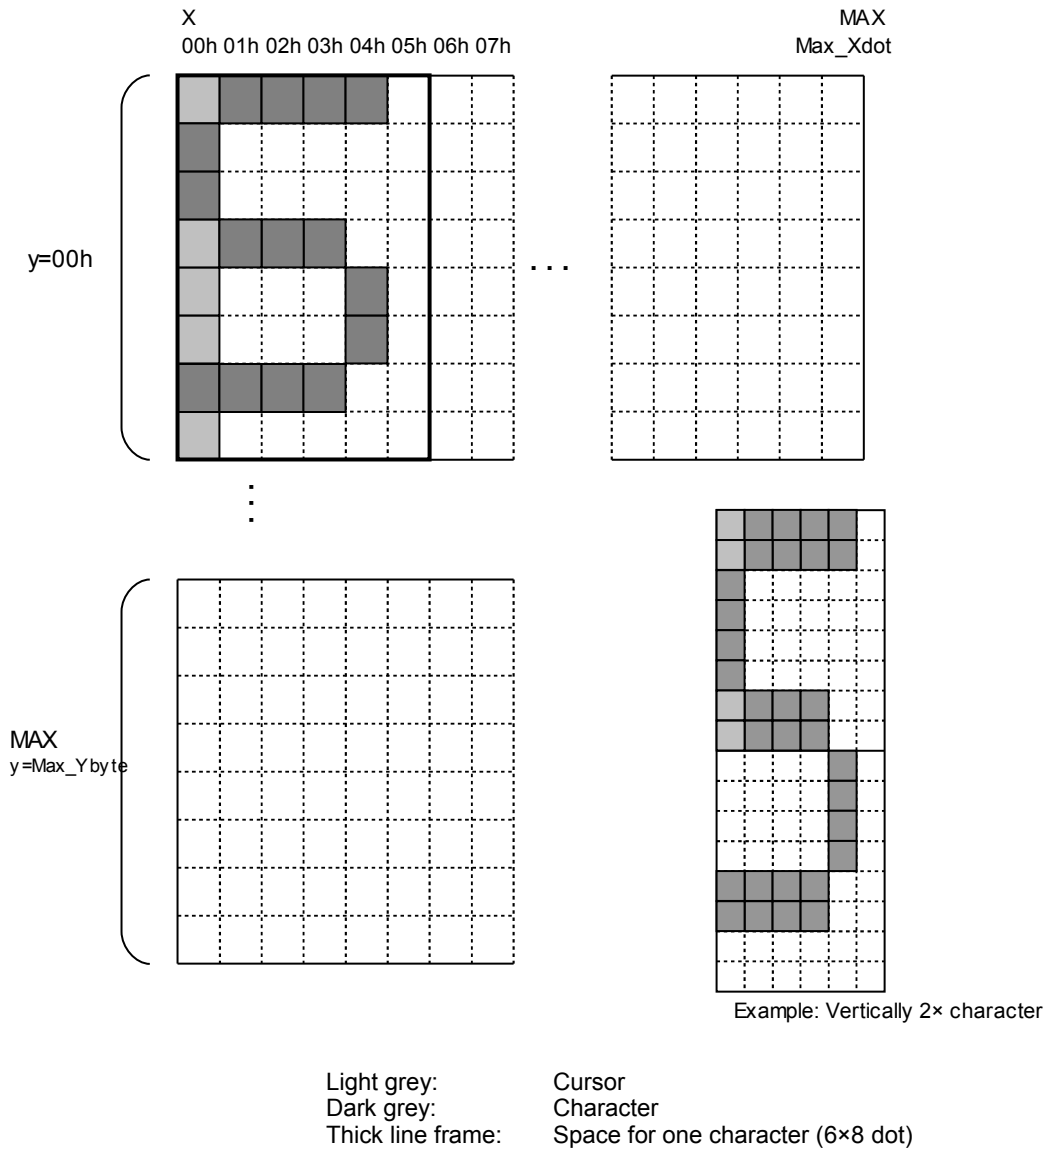 X MAX
00h 01h 02h 03h 04h 05h 06h 07h Max_Xdot
y=00h
. . .
MAX
y=Max_Ybyte
Example: Vertically 2× character
Light grey: Cursor
Dark grey: Character
Thick line frame: Space for one character (6×8 dot)